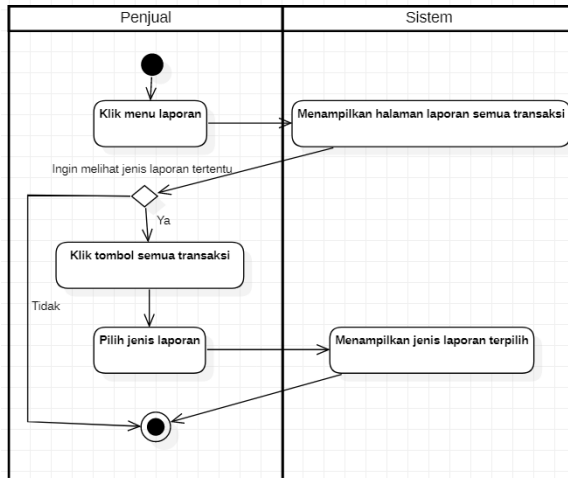 Penjual
Sistem
Klik menu laporan
Menampilkan halaman laporan semua transaksi
Ingin melihat jenis laporan tertentu
Ya
Klik tombol semua transaksi
Tidak
Pilih jenis laporan
Menampilkan jenis laporan terpilih